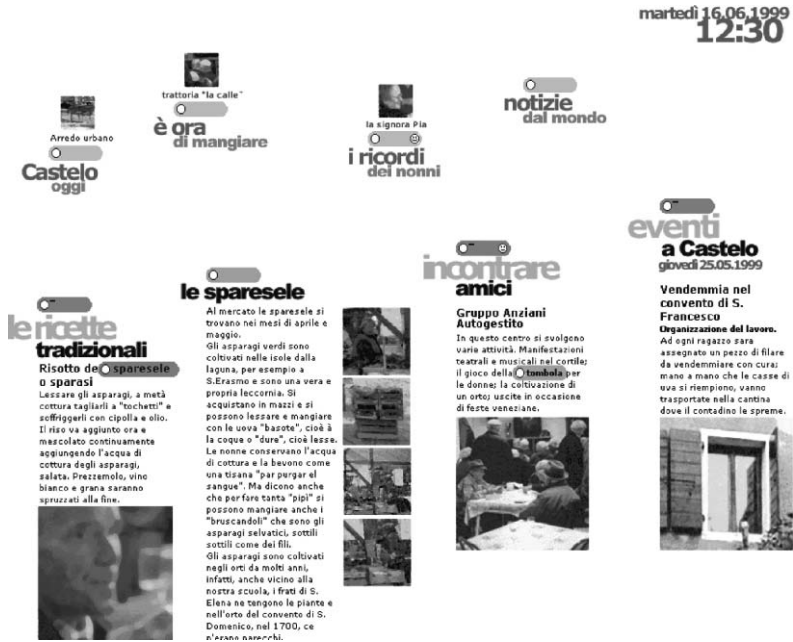 martedì 16.06.1999
12:30
trattoria "la calle"
è ora
di mangiare
Arredo urbano
Castelo
oggi
la signora Pia
i ricordi
dei nonni
notizie
dal mondo
eventi
a Castelo
giovedì 25.05.1999
Vendemmia nel
convento di S.
Francesco
Organizzazione del lavoro.
Ad ogni ragazzo sara
assegnato un pezzo di filare
da vendemmiare con cura;
mano a mano che le casse di
uva si riempiono, vanno
trasportate nella cantina
dove il contadino le spreme.
incontrare
amici
Gruppo Anziani
Autogestito
In questo centro si svolgono
varie attività. Manifestazioni
teatrali e musicali nel cortile;
il gioco della tombola per
le donne; la coltivazione di
un orto; uscite in occasione
di feste veneziane.
le sparesele
Al mercato le sparesele si
trovano nei mesi di aprile e
maggio.
Gli asparagi verdi sono
coltivati nelle isole dalla
laguna, per esempio a
S.Erasmo e sono una vera e
propria leccornia. Si
acquistano in mazzi e si
possono lessare e mangiare
con le uova "basote", cioè à
la coque o "dure", cioè lesse.
Le nonne conservano l'acqua
di cottura e la bevono come
una tisana "par purgar el
sangue". Ma dicono anche
che per fare tanta "pipì" si
possono mangiare anche i
"bruscandoli" che sono gli
asparagi selvatici, sottili
sottili come dei fili.
Gli asparagi sono coltivati
negli orti da molti anni,
infatti, anche vicino alla
nostra scuola, i frati di S.
Elena ne tengono le piante e
nell'orto del convento di S.
Domenico, nel 1700, ce
n'erano parecchi.
le ricette
tradizionali
Risotto de sparesele
o sparasi
Lessare gli asparagi, a metà
cottura tagliarli a "tochetti" e
soffriggerli con cipolla e olio.
Il riso va aggiunto ora e
mescolato continuamente
aggiungendo l'acqua di
cottura degli asparagi,
salata. Prezzemolo, vino
bianco e grana saranno
spruzzati alla fine.